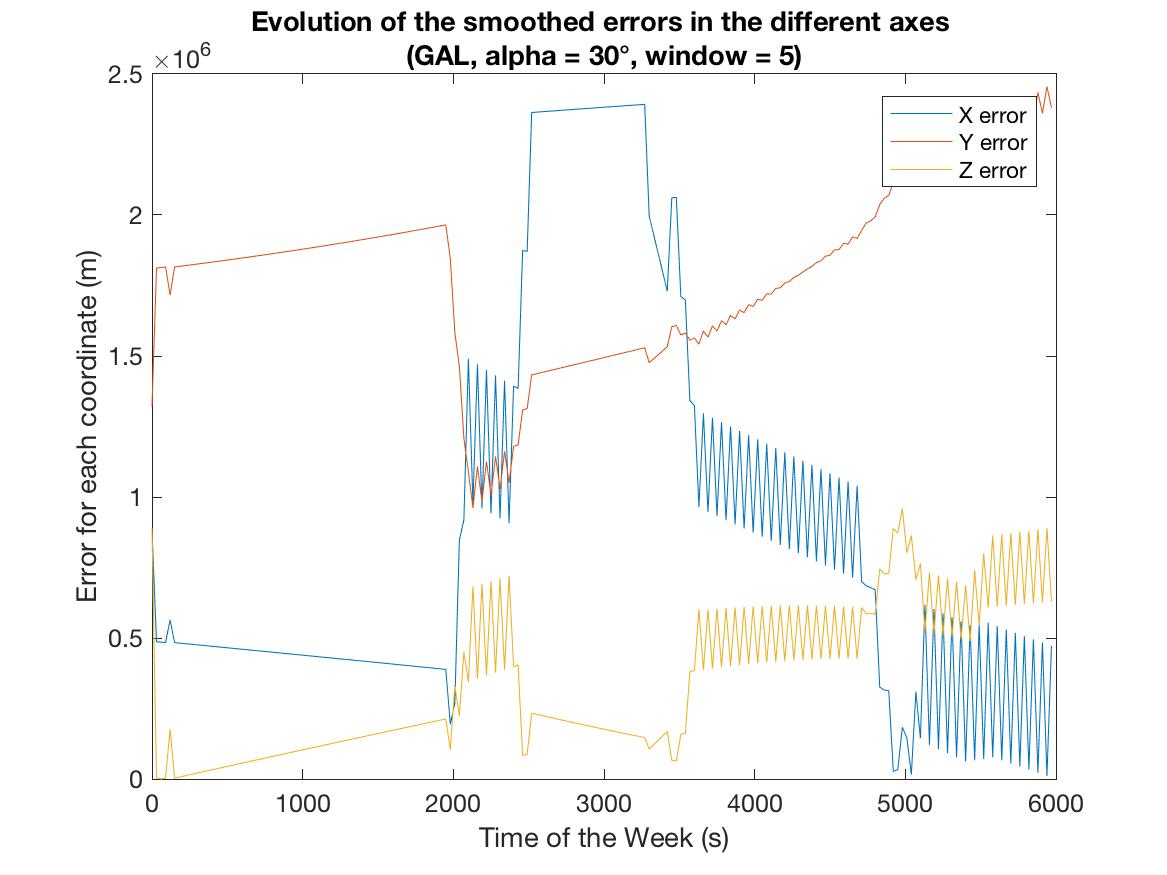 Evolution of the smoothed errors in the different axes
(GAL, alpha = 30°, window = 5)
×10⁶
2.5
2
1.5
1
0.5
0
Error for each coordinate (m)
X error
Y error
Z error
0 1000 2000 3000 4000 5000 6000
Time of the Week (s)